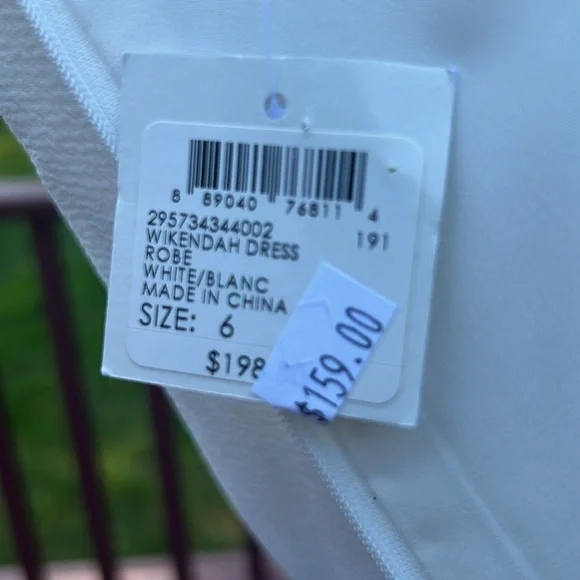 8 89040 76811 4
295734344002 191
WIKENDAH DRESS
ROBE
WHITE/BLANC
MADE IN CHINA
SIZE: 6
$198
$159.00